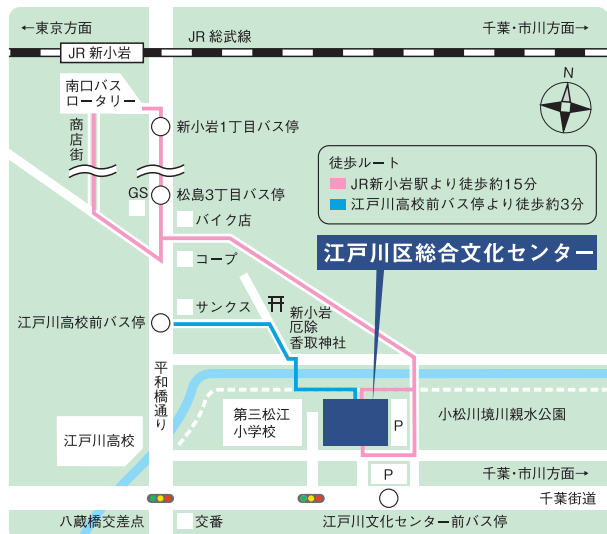 ←東京方面
JR 総武線
千葉・市川方面→
JR 新小岩
南口バス
ロータリー
N
商店街
新小岩1丁目バス停
徒歩ルート
JR新小岩駅より徒歩約15分
江戸川高校前バス停より徒歩約3分
GS
松島3丁目バス停
バイク店
江戸川区総合文化センター
コープ
サンクス
新小岩
厄除
香取神社
江戸川高校前バス停
平和橋通り
第三松江
小学校
P
小松川境川親水公園
江戸川高校
P
千葉・市川方面→
千葉街道
八蔵橋交差点
交番
江戸川文化センター前バス停